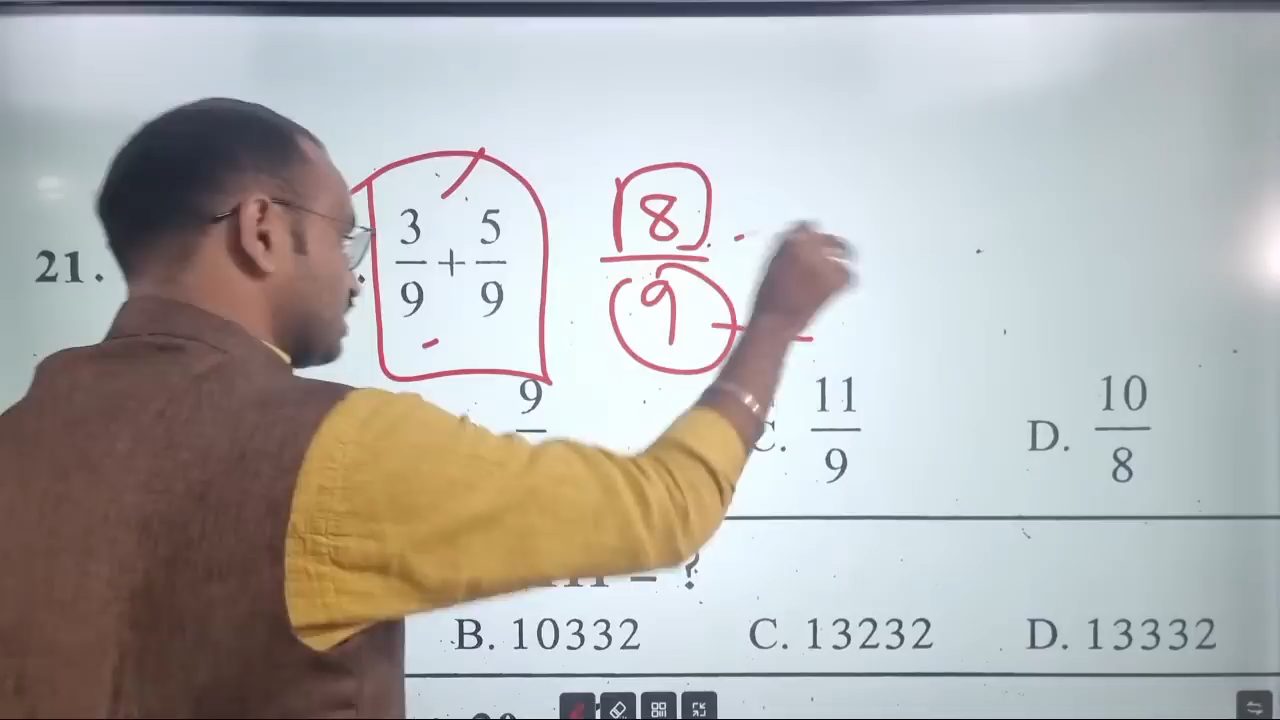 21. 3/9 + 5/9 8/9
9 C. 11/9 D. 10/8
= ?
B. 10332 C. 13232 D. 13332